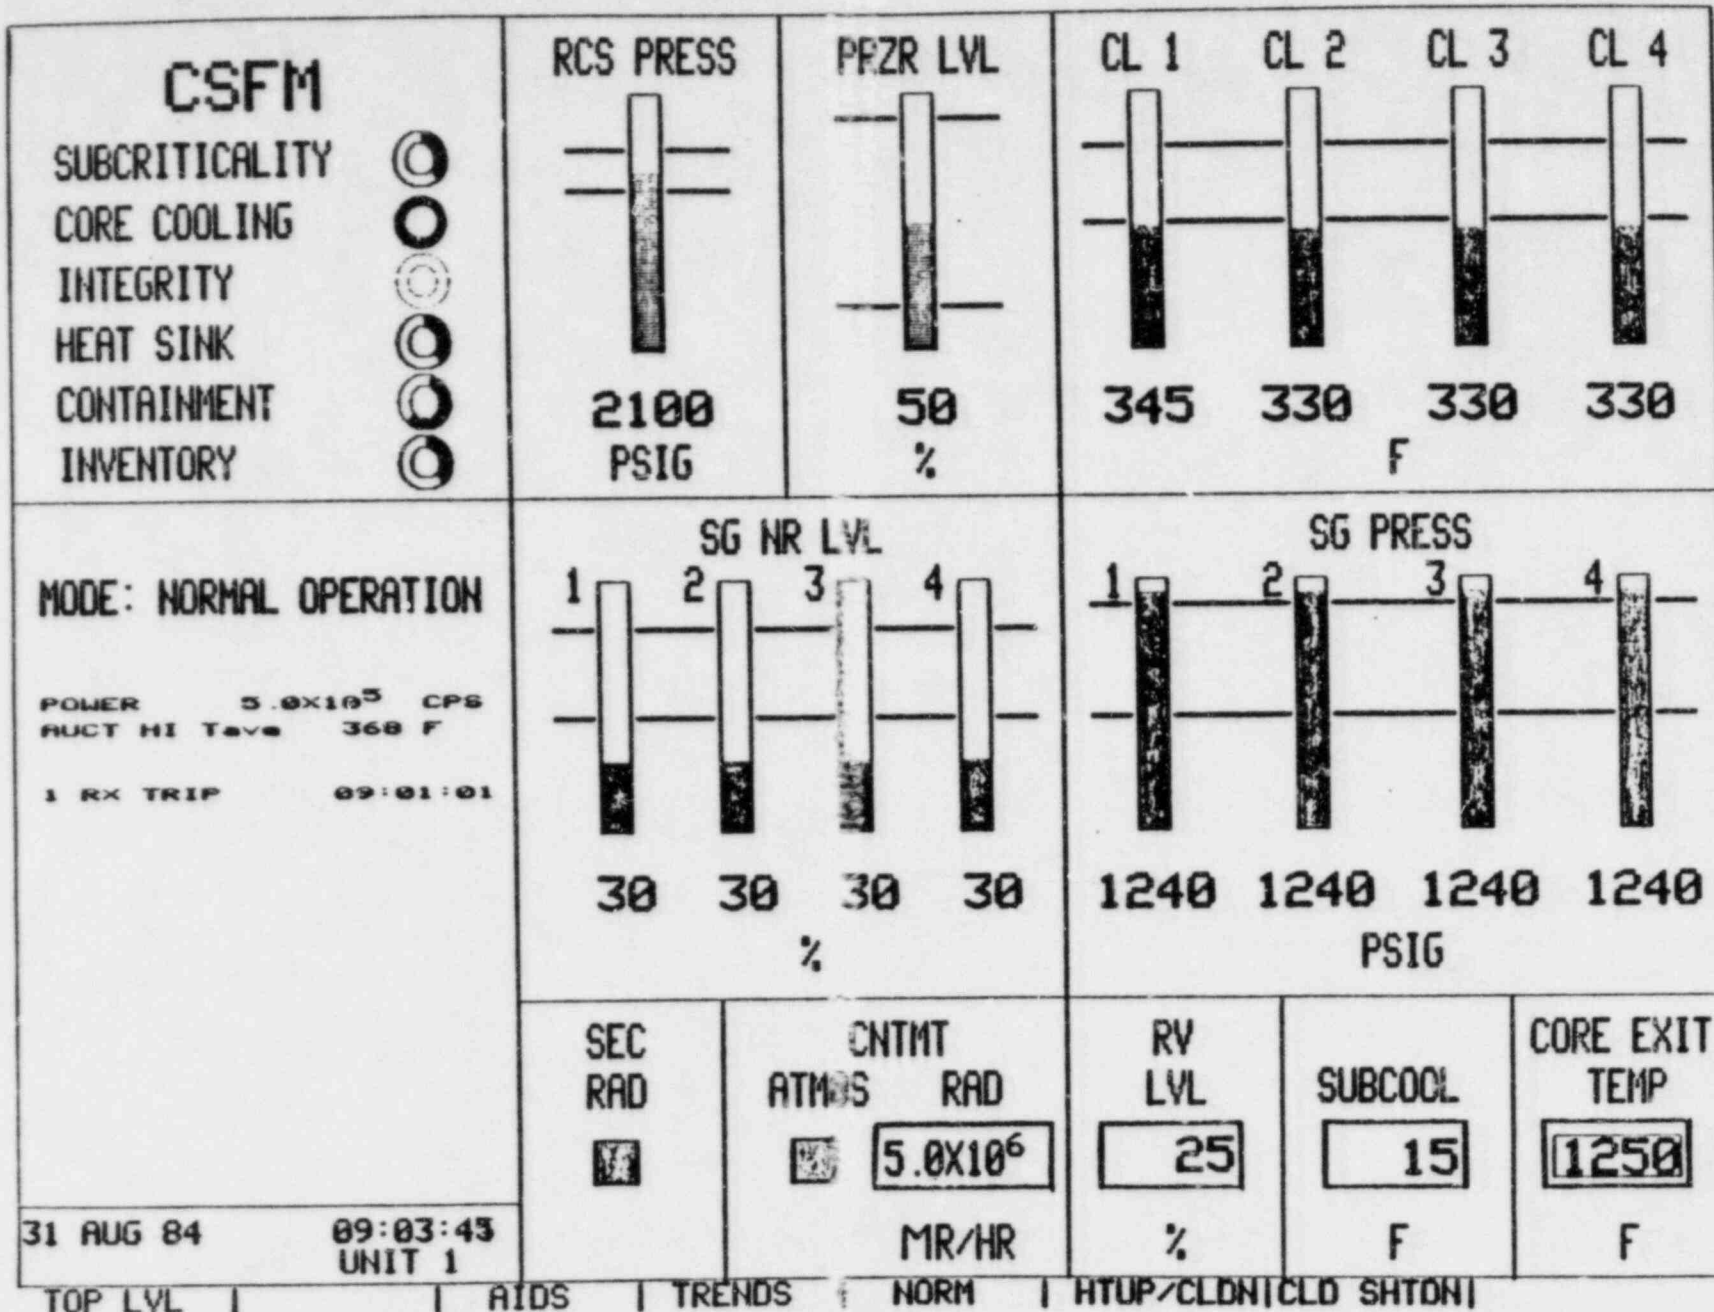 CSFM
SUBCRITICALITY
CORE COOLING
INTEGRITY
HEAT SINK
CONTAINMENT
INVENTORY
RCS PRESS
2100
PSIG
PRZR LVL
50
%
CL 1 CL 2 CL 3 CL 4
345 330 330 330
F
MODE: NORMAL OPERATION
POWER 5.0X10⁵ CPS
AUCT HI Tave 368 F
1 RX TRIP 09:01:01
31 AUG 84 09:03:43
UNIT 1
SG NR LVL
1 2 3 4
30 30 30 30
%
SG PRESS
1 2 3 4
1240 1240 1240 1240
PSIG
SEC
RAD
CNTMT
ATMOS RAD
5.0X10⁶
MR/HR
RV
LVL
25
%
SUBCOOL
15
F
CORE EXIT
TEMP
1250
F
TOP LVL | | AIDS | TRENDS | NORM | HTUP/CLDN|CLD SHTDN|